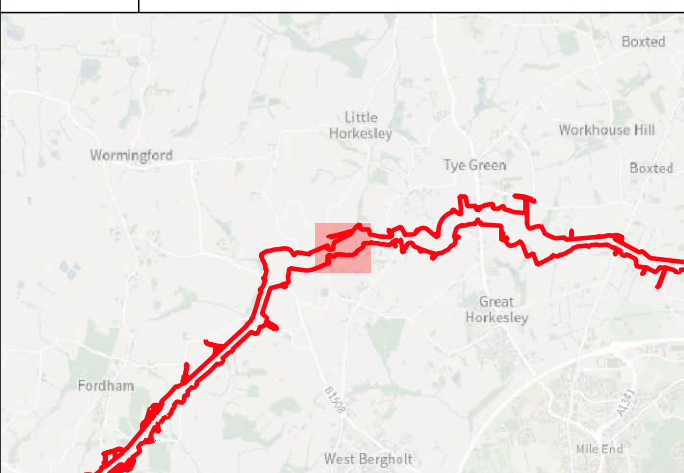 Boxted
Little
Horkesley
Workhouse Hill
Wormingford
Tye Green
Boxted
Great
Horkesley
Fordham
B1508
A1341
Mile End
West Bergholt